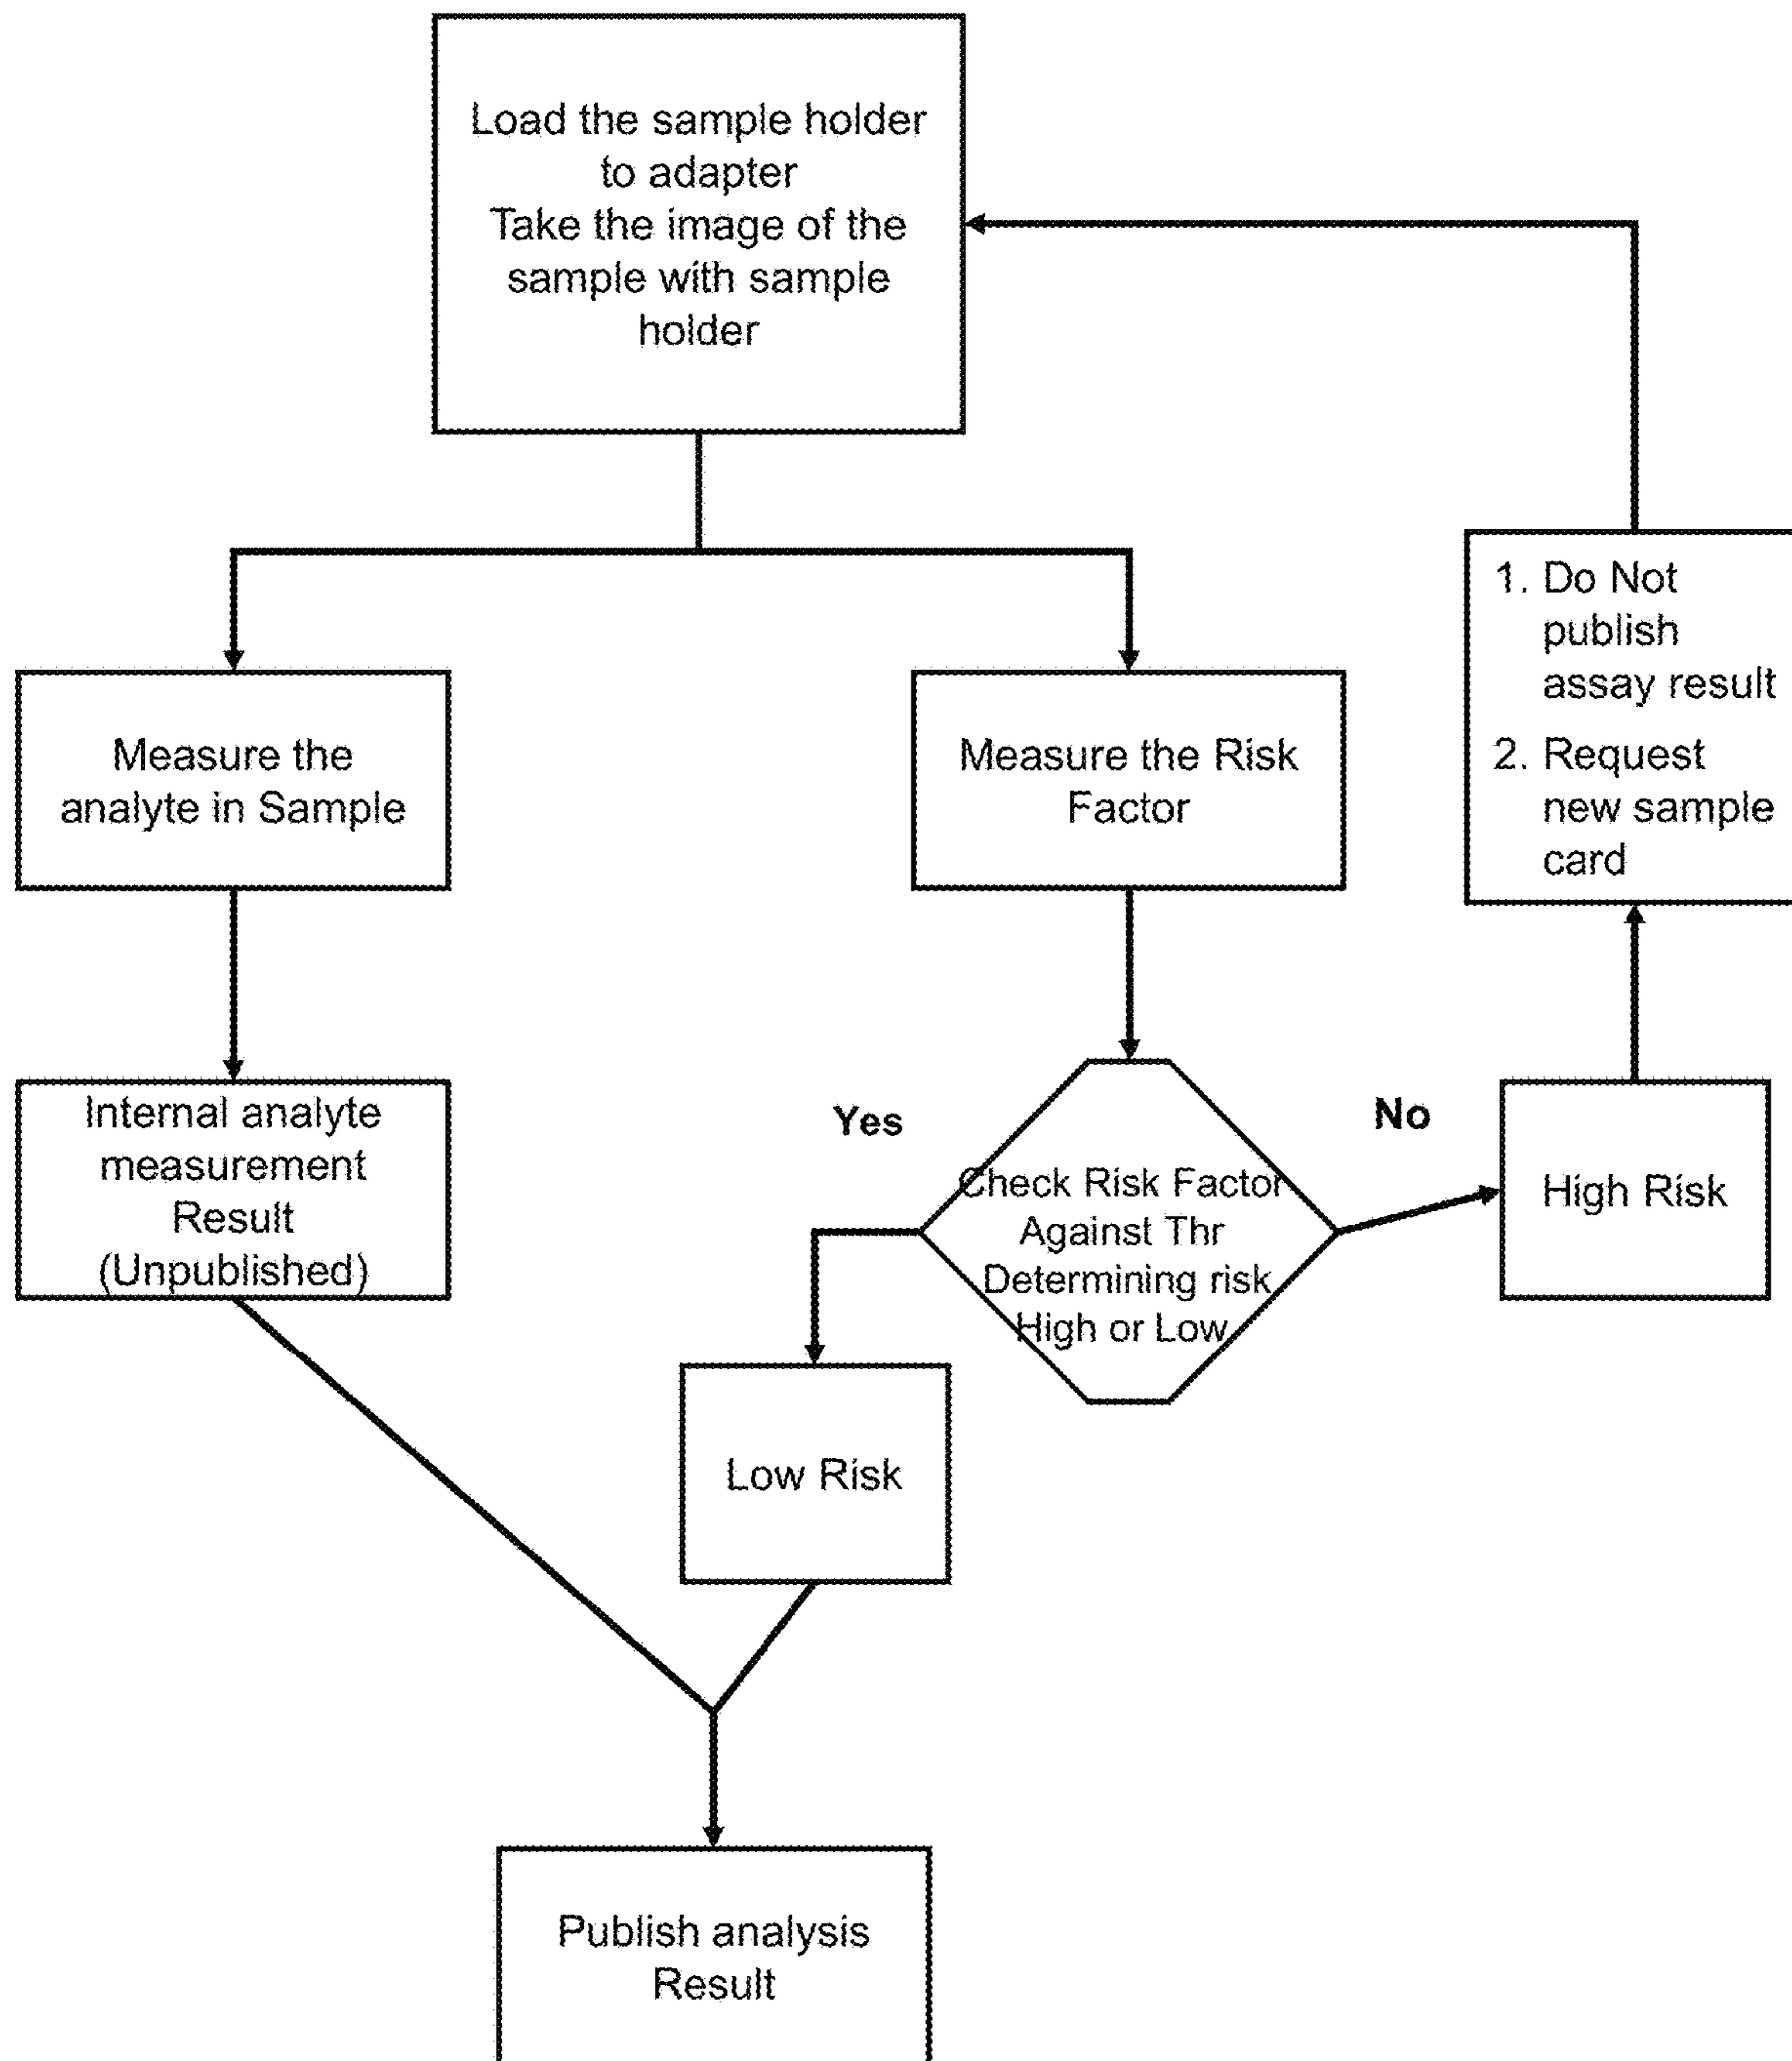 Load the sample holder
to adapter
Take the image of the
sample with sample
holder
1. Do Not
publish
assay result
2. Request
new sample
card
Measure the
analyte in Sample
Measure the Risk
Factor
Internal analyte
measurement
Result
(Unpublished)
Yes
No
Check Risk Factor
Against Thr
Determining risk
High or Low
High Risk
Low Risk
Publish analysis
Result